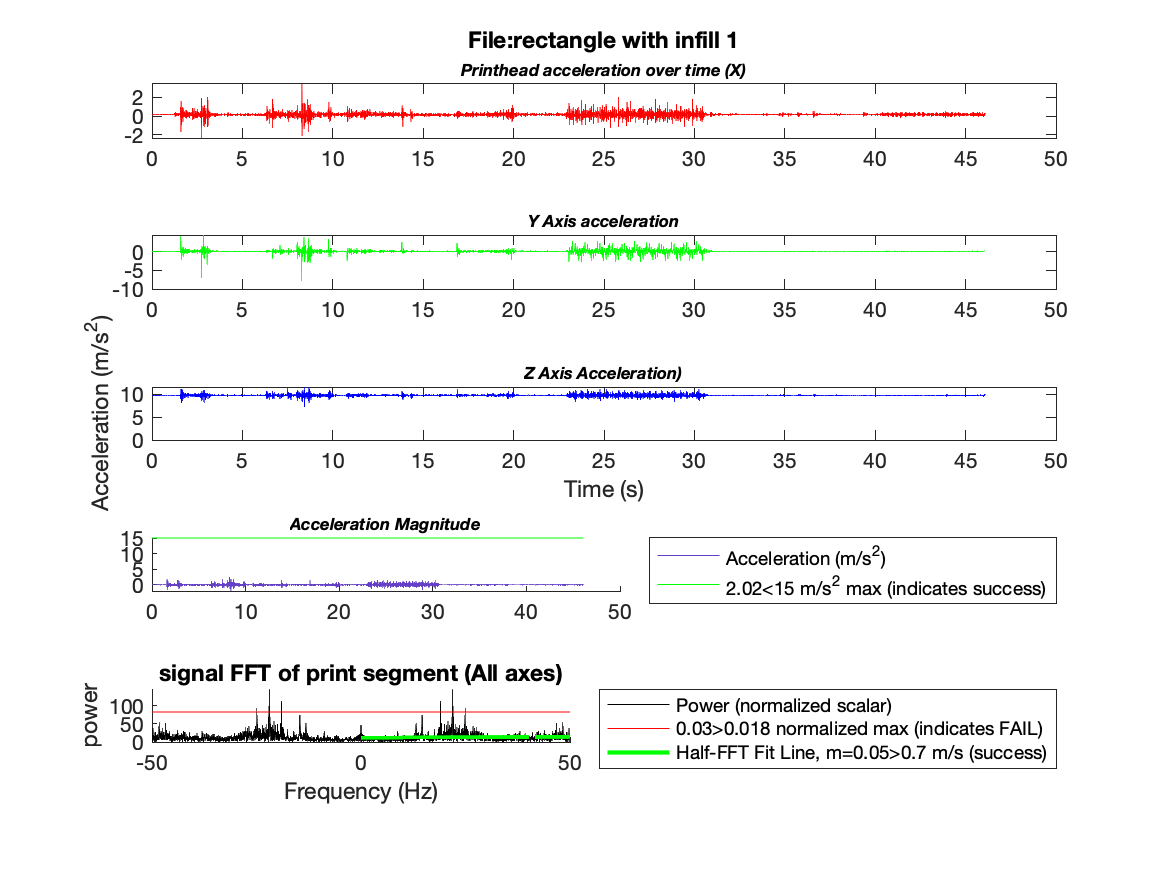 File:rectangle with infill 1
Printhead acceleration over time (X)
2
0
-2
0 5 10 15 20 25 30 35 40 45 50
Y Axis acceleration
0
-5
-10
0 5 10 15 20 25 30 35 40 45 50
Z Axis Acceleration)
10
5
0
0 5 10 15 20 25 30 35 40 45 50
Time (s)
Acceleration (m/s²)
Acceleration Magnitude
15
10
5
0
0 10 20 30 40 50
Acceleration (m/s²)
2.02<15 m/s² max (indicates success)
signal FFT of print segment (All axes)
power
100
50
0
-50 0 50
Frequency (Hz)
Power (normalized scalar)
0.03>0.018 normalized max (indicates FAIL)
Half-FFT Fit Line, m=0.05>0.7 m/s (success)